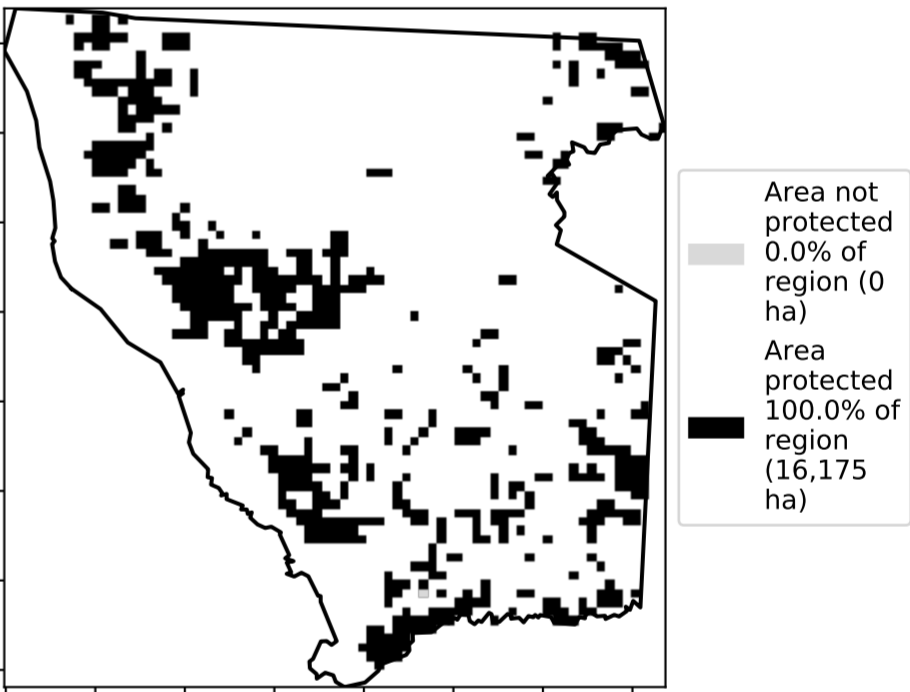 Area not
protected
0.0% of
region (0
ha)
Area
protected
100.0% of
region
(16,175
ha)